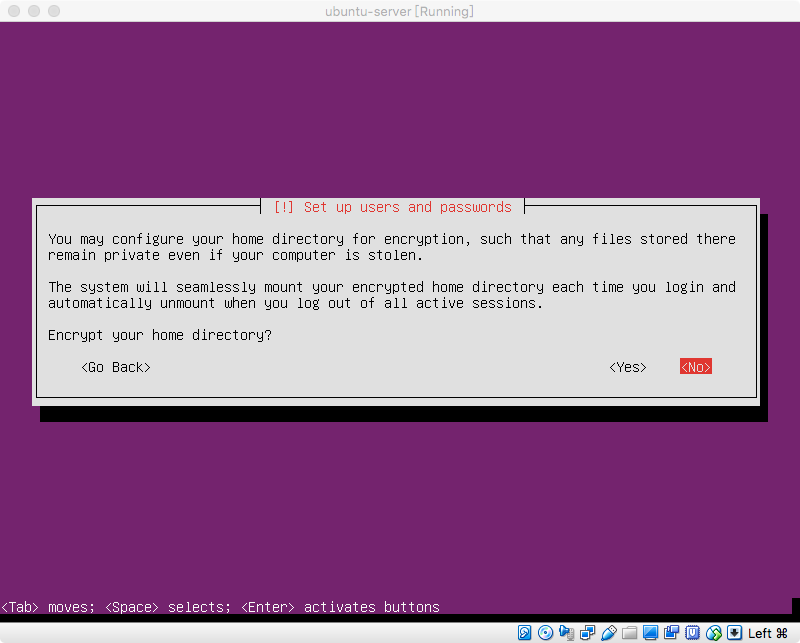 ubuntu-server [Running]
[!] Set up users and passwords
You may configure your home directory for encryption, such that any files stored there
remain private even if your computer is stolen.
The system will seamlessly mount your encrypted home directory each time you login and
automatically unmount when you log out of all active sessions.
Encrypt your home directory?
<Go Back> <Yes> <No>
<Tab> moves; <Space> selects; <Enter> activates buttons
Left ⌘